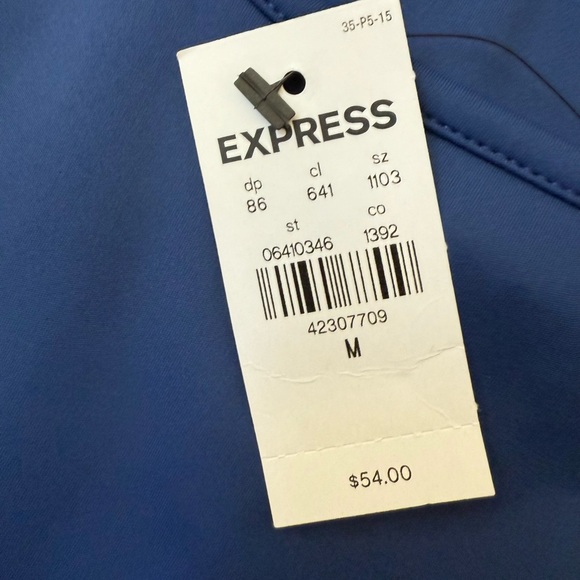 35-P5-15
EXPRESS
dp cl sz
86 641 1103
st co
06410346 1392
42307709
M
$54.00